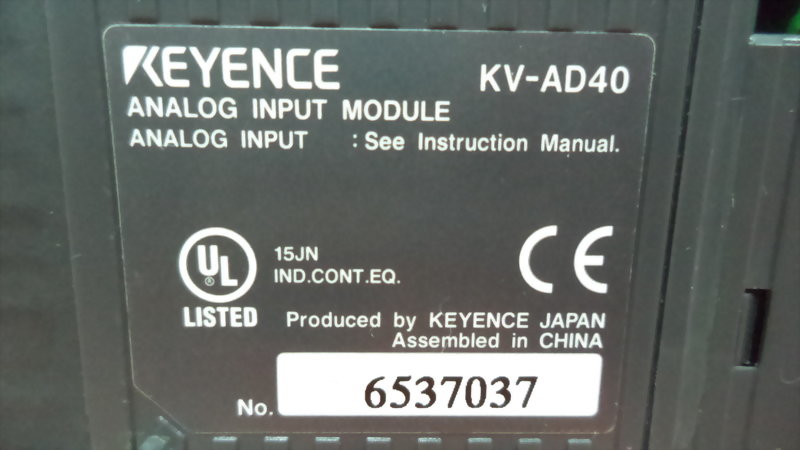 KEYENCE KV-AD40
ANALOG INPUT MODULE
ANALOG INPUT : See Instruction Manual.
UL
15JN
IND.CONT.EQ.
LISTED
CE
Produced by KEYENCE JAPAN
Assembled in CHINA
No. 6537037